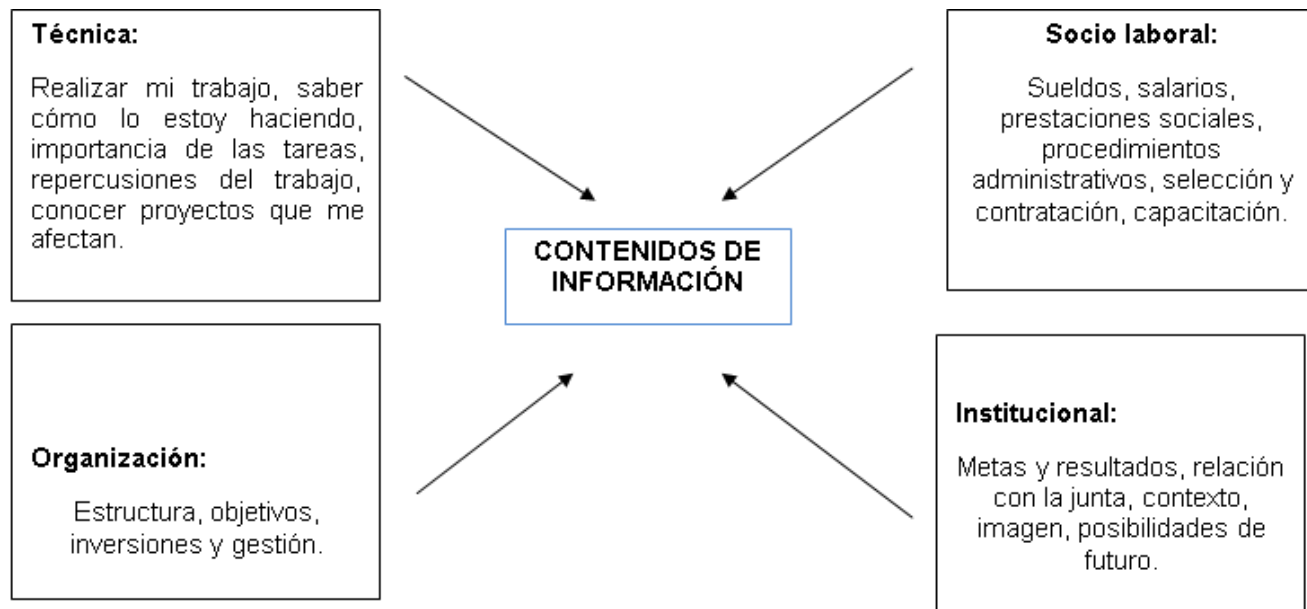 Técnica:
Realizar mi trabajo, saber
cómo lo estoy haciendo,
importancia de las tareas,
repercusiones del trabajo,
conocer proyectos que me
afectan.
Socio laboral:
Sueldos, salarios,
prestaciones sociales,
procedimientos
administrativos, selección y
contratación, capacitación.
CONTENIDOS DE
INFORMACIÓN
Organización:
Estructura, objetivos,
inversiones y gestión.
Institucional:
Metas y resultados, relación
con la junta, contexto,
imagen, posibilidades de
futuro.